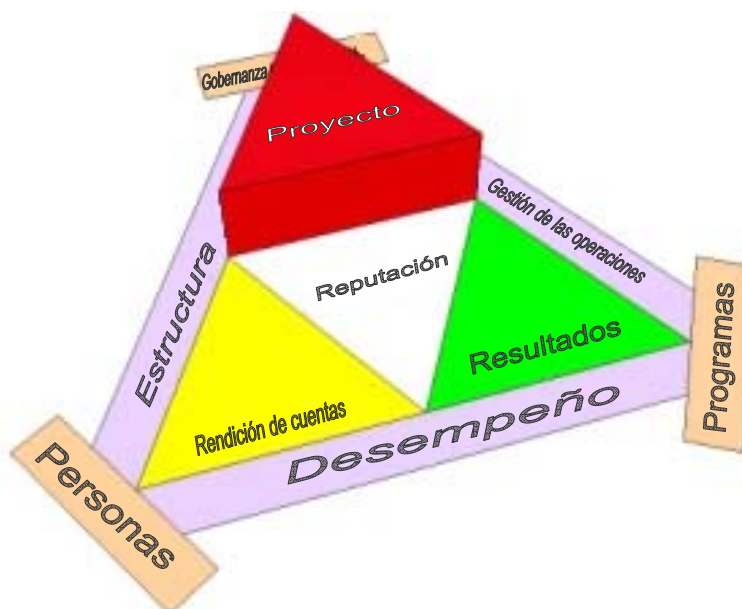 Gobernanza
Proyecto
Gestión de las operaciones
Estructura
Reputación
Resultados
Programas
Rendición de cuentas
Desempeño
Personas